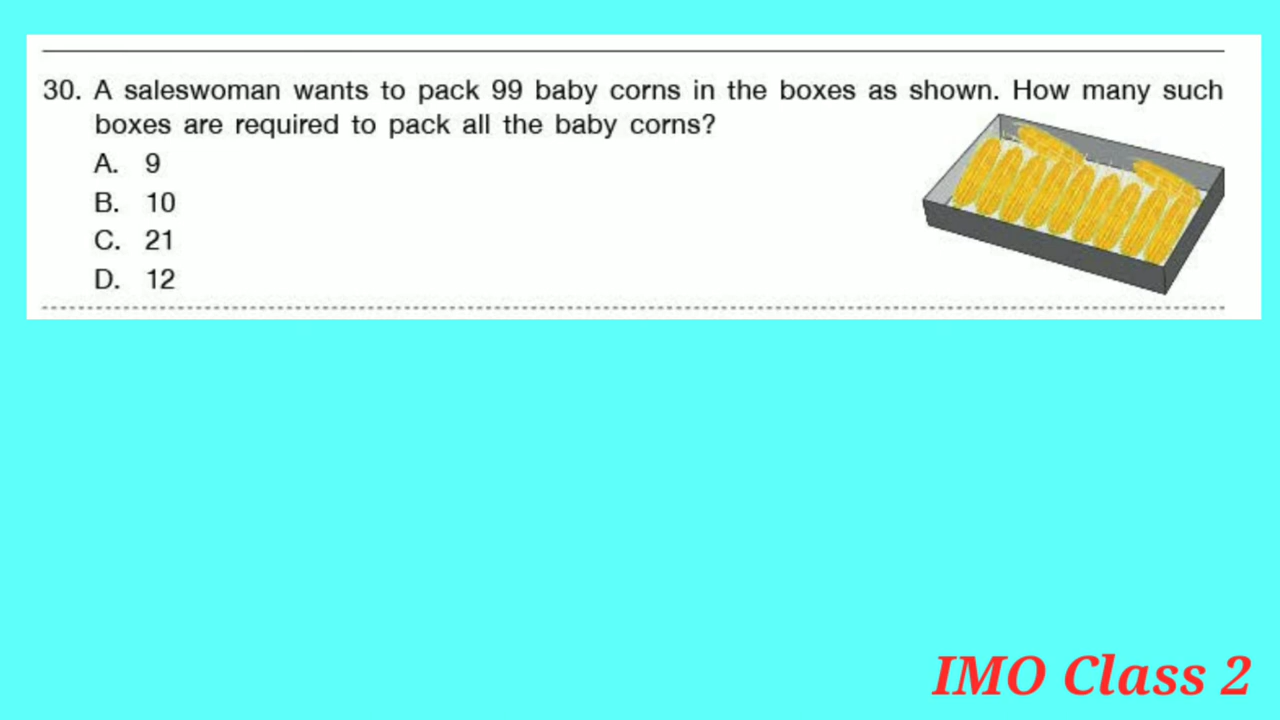 30. A saleswoman wants to pack 99 baby corns in the boxes as shown. How many such
boxes are required to pack all the baby corns?
A. 9
B. 10
C. 21
D. 12
IMO Class 2